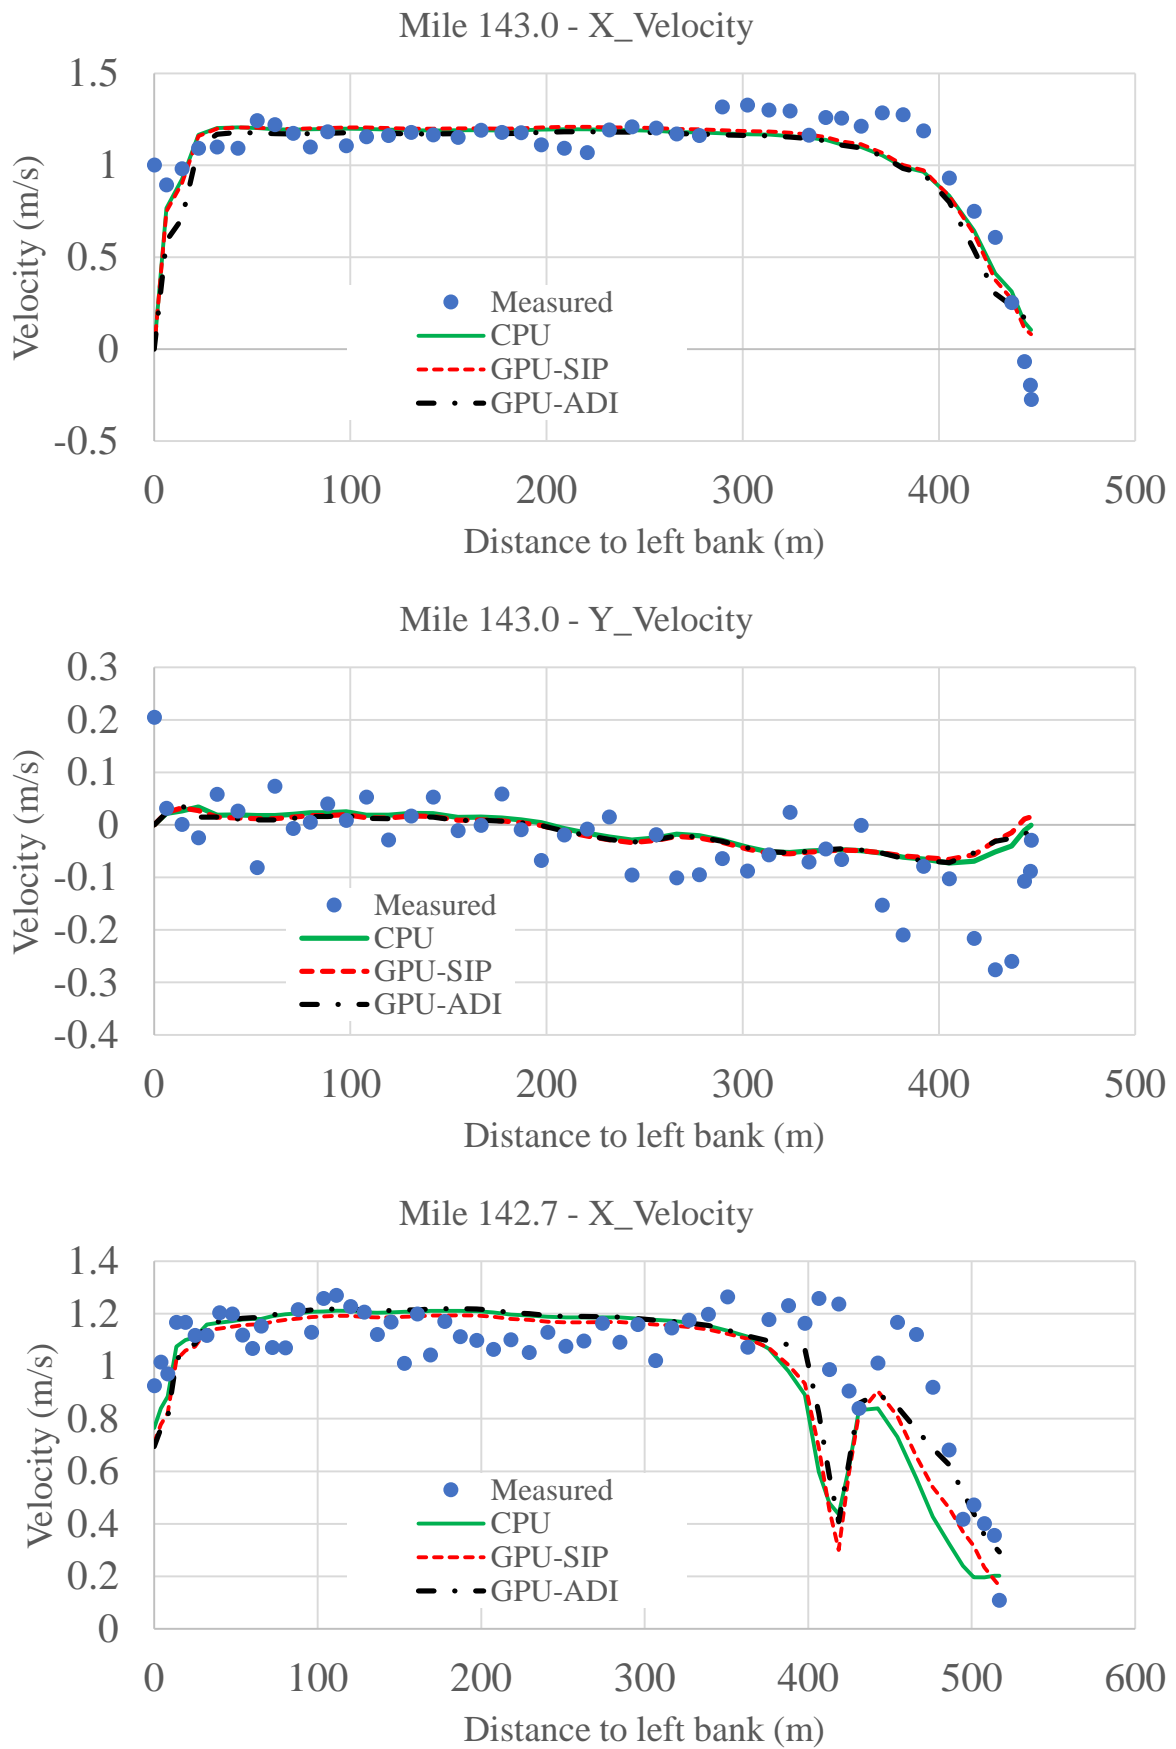 Mile 143.0 - X_Velocity
1.5
1
0.5
0
-0.5
Velocity (m/s)
Measured
CPU
GPU-SIP
GPU-ADI
0 100 200 300 400 500
Distance to left bank (m)
Mile 143.0 - Y_Velocity
0.3
0.2
0.1
0
-0.1
-0.2
-0.3
-0.4
Velocity (m/s)
Measured
CPU
GPU-SIP
GPU-ADI
0 100 200 300 400 500
Distance to left bank (m)
Mile 142.7 - X_Velocity
1.4
1.2
1
0.8
0.6
0.4
0.2
0
Velocity (m/s)
Measured
CPU
GPU-SIP
GPU-ADI
0 100 200 300 400 500 600
Distance to left bank (m)